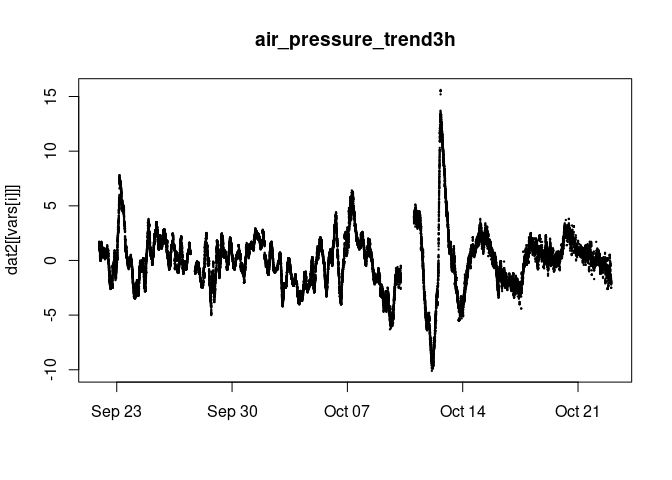 air_pressure_trend3h
dat2[[vars[i]]]
15
10
5
0
-5
-10
Sep 23
Sep 30
Oct 07
Oct 14
Oct 21